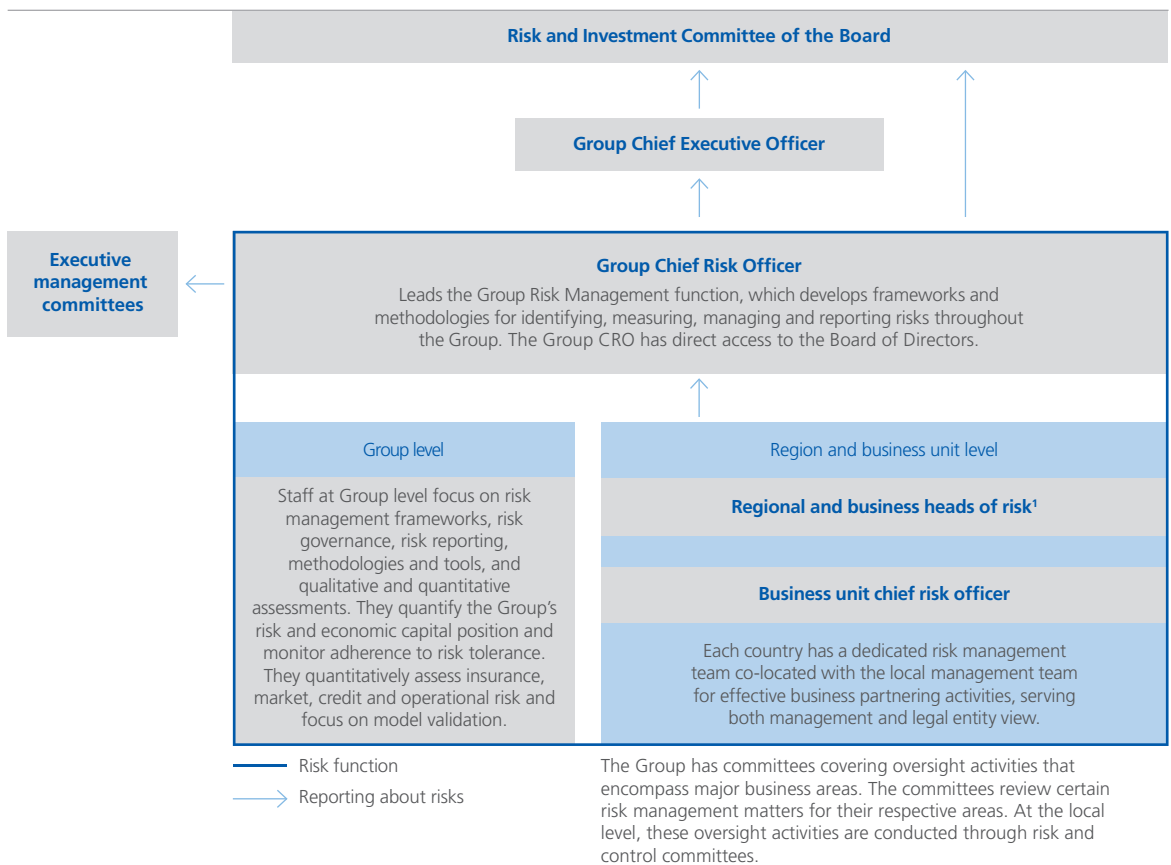 Risk and Investment Committee of the Board
Group Chief Executive Officer
Executive
management
committees
Group Chief Risk Officer
Leads the Group Risk Management function, which develops frameworks and
methodologies for identifying, measuring, managing and reporting risks throughout
the Group. The Group CRO has direct access to the Board of Directors.
Group level
Staff at Group level focus on risk
management frameworks, risk
governance, risk reporting,
methodologies and tools, and
qualitative and quantitative
assessments. They quantify the Group’s
risk and economic capital position and
monitor adherence to risk tolerance.
They quantitatively assess insurance,
market, credit and operational risk and
focus on model validation.
Region and business unit level
Regional and business heads of risk¹
Business unit chief risk officer
Each country has a dedicated risk management
team co-located with the local management team
for effective business partnering activities, serving
both management and legal entity view.
Risk function
Reporting about risks
The Group has committees covering oversight activities that
encompass major business areas. The committees review certain
risk management matters for their respective areas. At the local
level, these oversight activities are conducted through risk and
control committees.